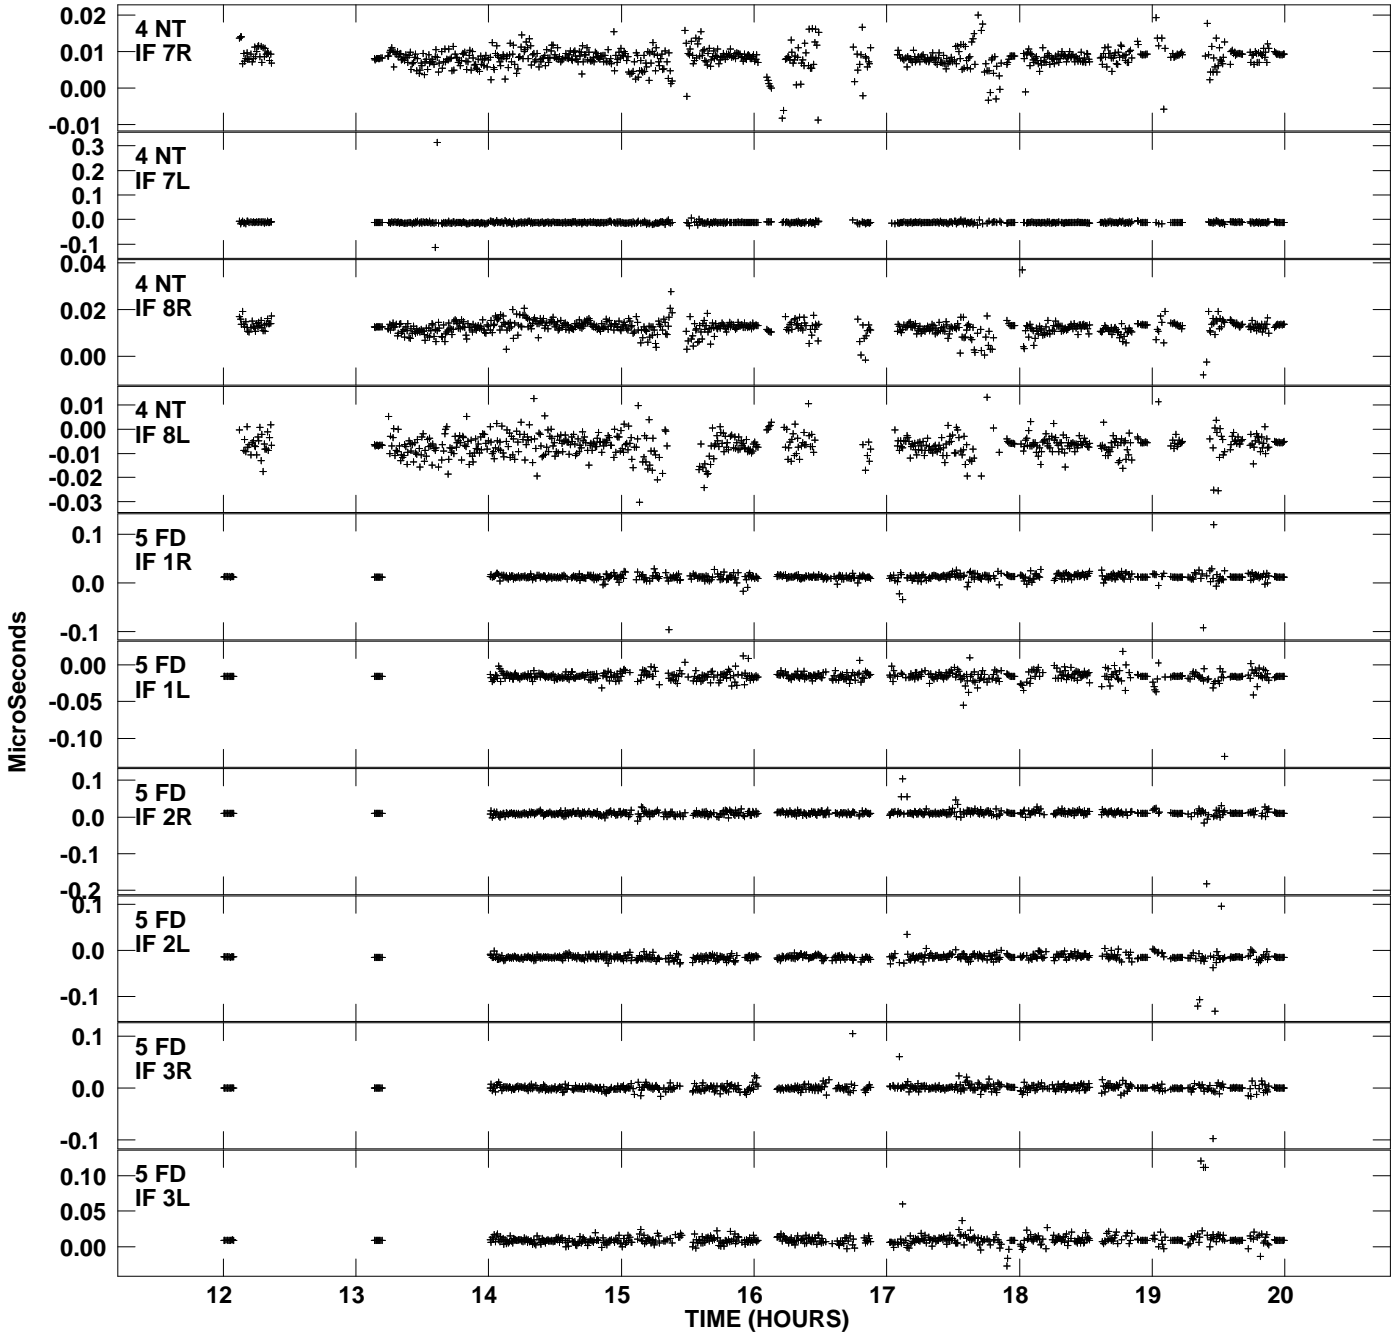 0.02
4 NT
IF 7R
0.01
0.00
-0.01
0.3
4 NT
IF 7L
0.2
0.1
0.0
-0.1
0.04
4 NT
IF 8R
0.02
0.00
0.01
4 NT
IF 8L
0.00
-0.01
-0.02
-0.03
0.1
5 FD
IF 1R
0.0
-0.1
0.00
5 FD
IF 1L
-0.05
-0.10
0.1
5 FD
IF 2R
0.0
-0.1
-0.2
0.1
5 FD
IF 2L
0.0
-0.1
0.1
5 FD
IF 3R
0.0
-0.1
0.10
5 FD
IF 3L
0.05
0.00
MicroSeconds
12 13 14 15 16 17 18 19 20
TIME (HOURS)